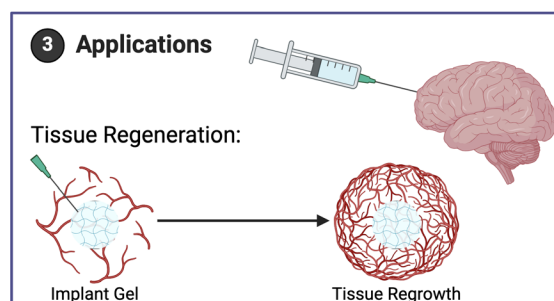 3 Applications
Tissue Regeneration:
Implant Gel
Tissue Regrowth